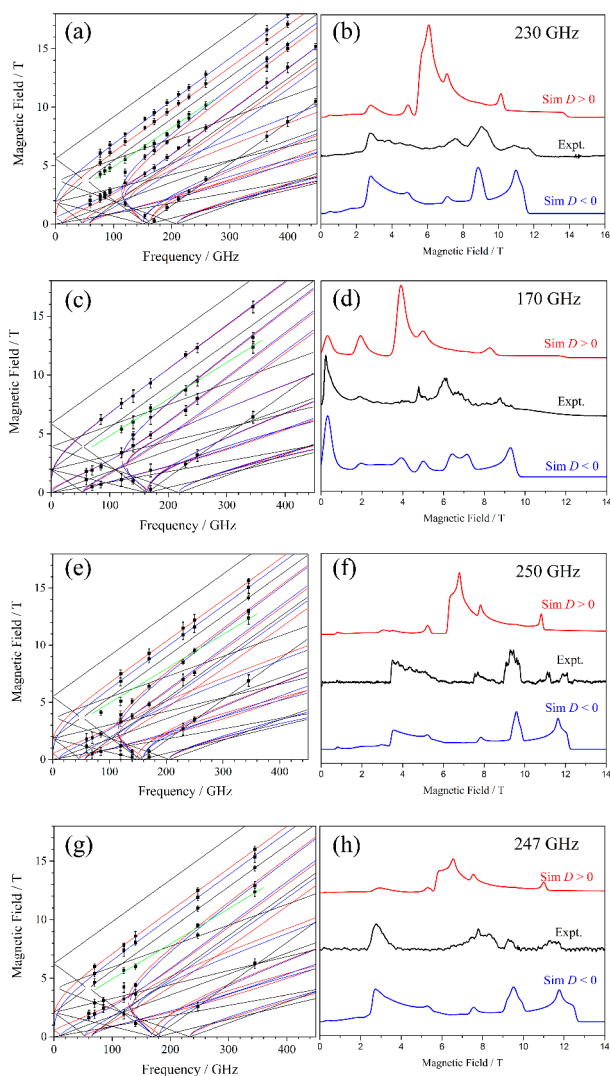 (a)
Magnetic Field / T
15
10
5
0
0 100 200 300 400
Frequency / GHz
(b)
230 GHz
Sim D > 0
Expt.
Sim D < 0
0 2 4 6 8 10 12 14 16
Magnetic Field / T
(c)
Magnetic Field / T
15
10
5
0
0 100 200 300 400
Frequency / GHz
(d)
170 GHz
Sim D > 0
Expt.
Sim D < 0
0 2 4 6 8 10 12 14
Magnetic Field / T
(e)
Magnetic Field / T
15
10
5
0
0 100 200 300 400
Frequency / GHz
(f)
250 GHz
Sim D > 0
Expt.
Sim D < 0
0 2 4 6 8 10 12 14
Magnetic Field / T
(g)
Magnetic Field / T
15
10
5
0
0 100 200 300 400
Frequency / GHz
(h)
247 GHz
Sim D > 0
Expt.
Sim D < 0
0 2 4 6 8 10 12 14
Magnetic Field / T